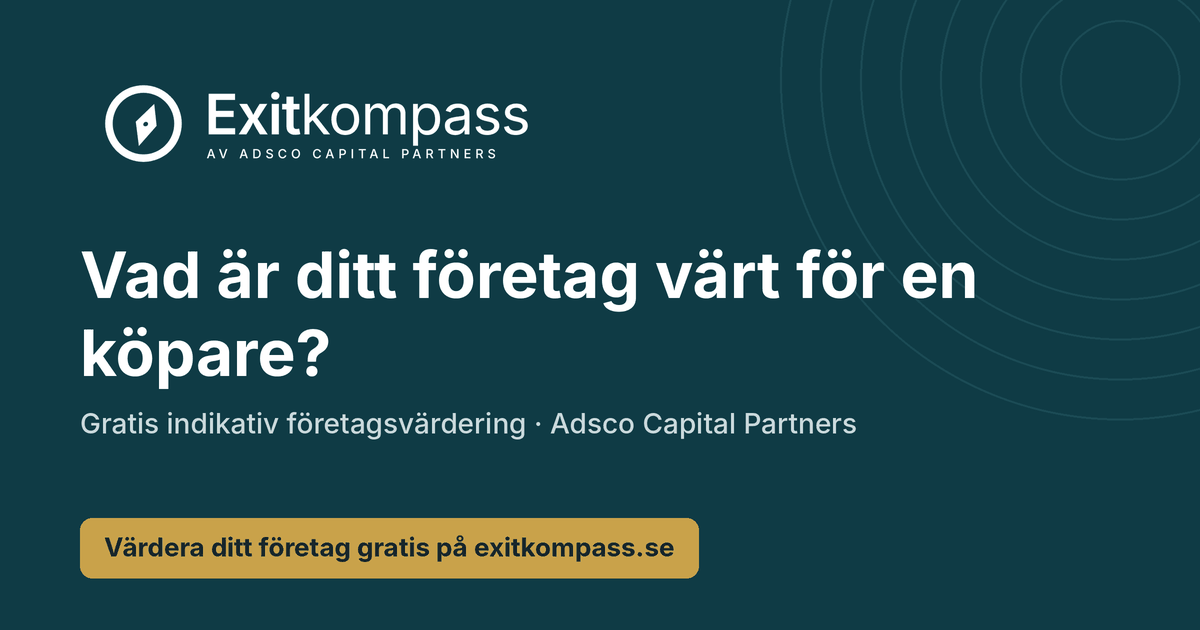 Exitkompass
AV ADSCO CAPITAL PARTNERS
Vad är ditt företag värt för en
köpare?
Gratis indikativ företagsvärdering · Adsco Capital Partners
Värdera ditt företag gratis på exitkompass.se